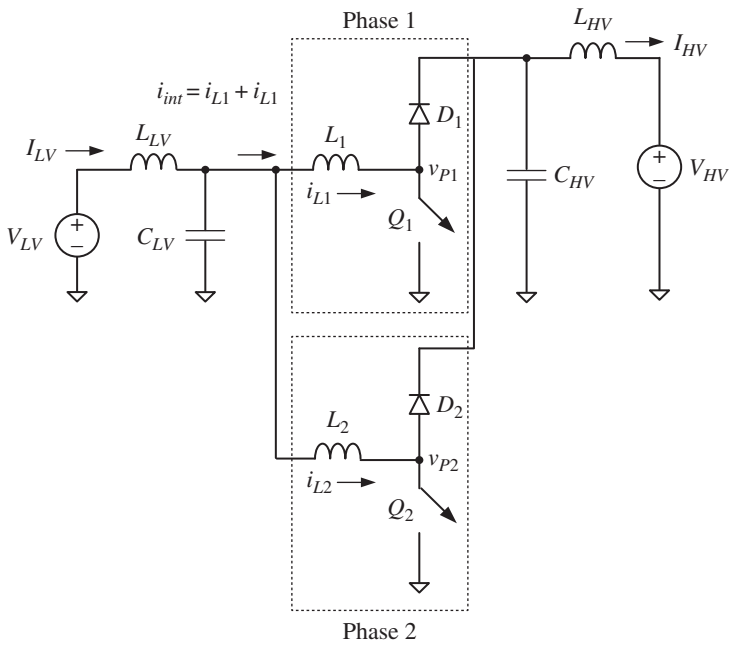 Phase 1
L_HV
I_HV
i_int = i_L1 + i_L1
D_1
I_LV
L_LV
L_1
v_P1
C_HV
V_HV
i_L1
Q_1
V_LV
C_LV
D_2
L_2
v_P2
i_L2
Q_2
Phase 2